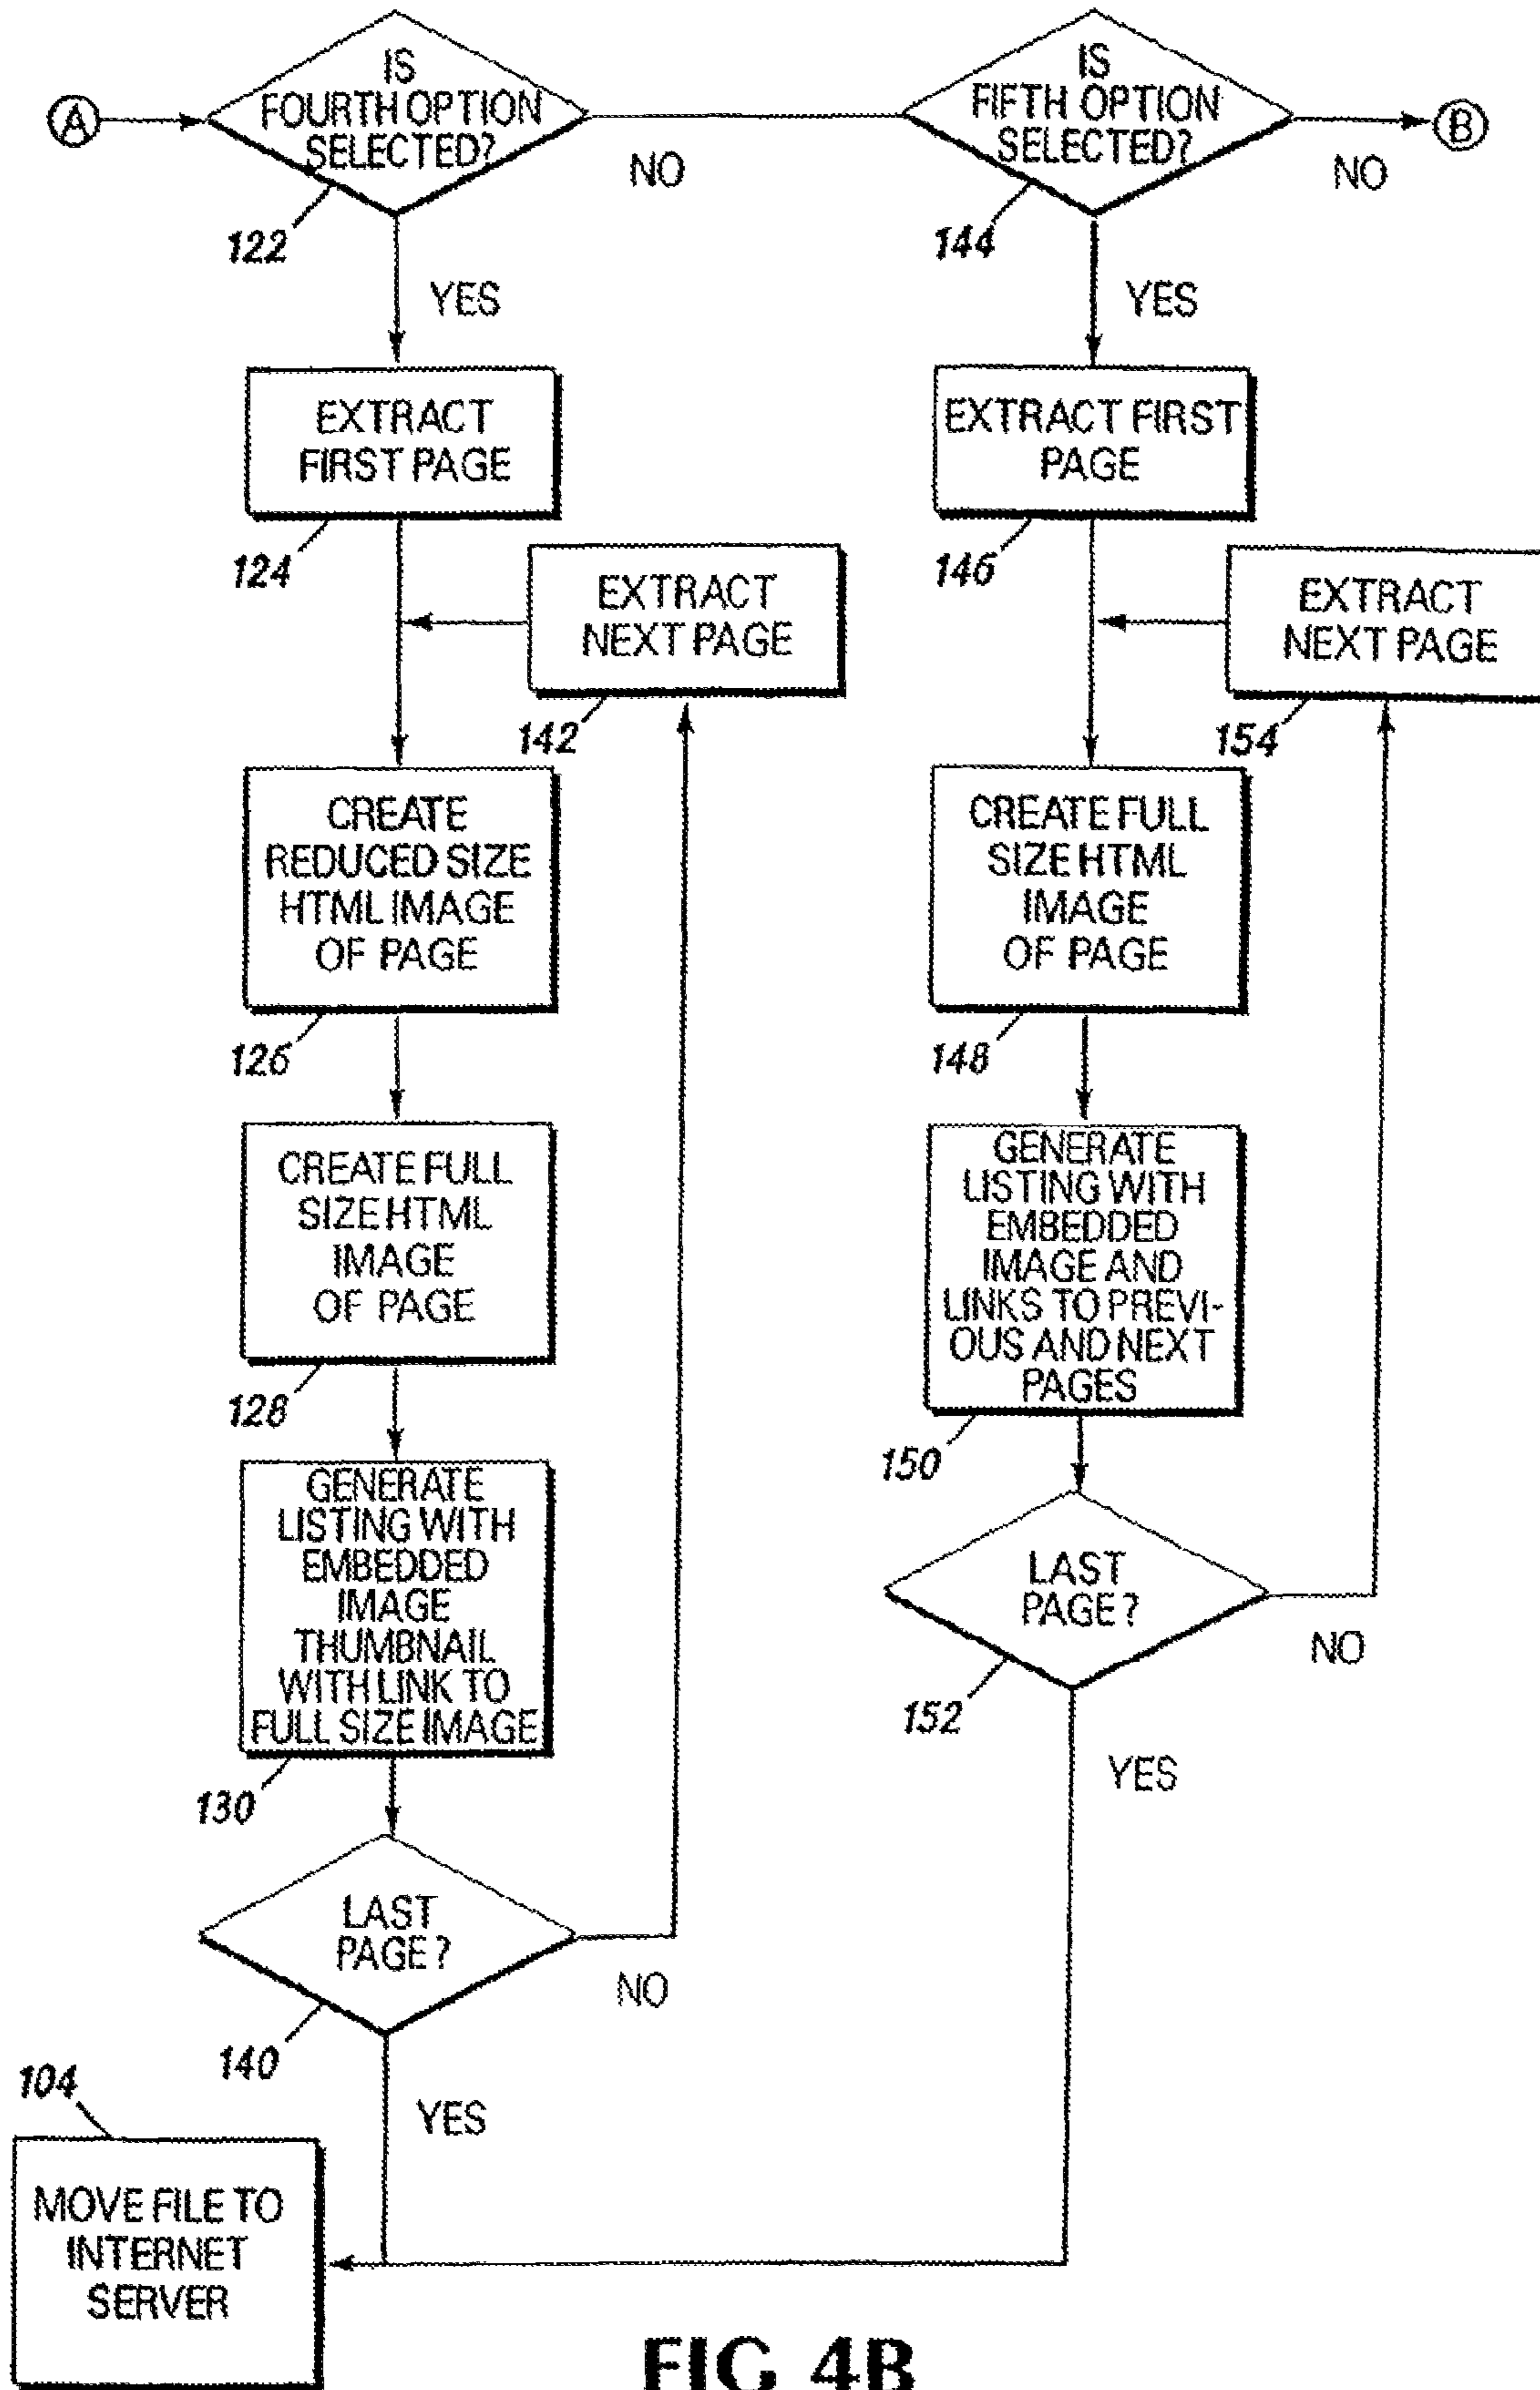 A
IS
FOURTH OPTION
SELECTED?
122
NO
YES
IS
FIFTH OPTION
SELECTED?
144
NO
B
YES
EXTRACT
FIRST PAGE
124
EXTRACT
NEXT PAGE
142
CREATE
REDUCED SIZE
HTML IMAGE
OF PAGE
126
CREATE FULL
SIZE HTML
IMAGE
OF PAGE
128
GENERATE
LISTING WITH
EMBEDDED
IMAGE
THUMBNAIL
WITH LINK TO
FULL SIZE IMAGE
130
LAST
PAGE?
140
NO
YES
EXTRACT FIRST
PAGE
146
EXTRACT
NEXT PAGE
154
CREATE FULL
SIZE HTML
IMAGE
OF PAGE
148
GENERATE
LISTING WITH
EMBEDDED
IMAGE AND
LINKS TO PREVI-
OUS AND NEXT
PAGES
150
LAST
PAGE?
152
NO
YES
104
MOVE FILE TO
INTERNET
SERVER
FIG 4B